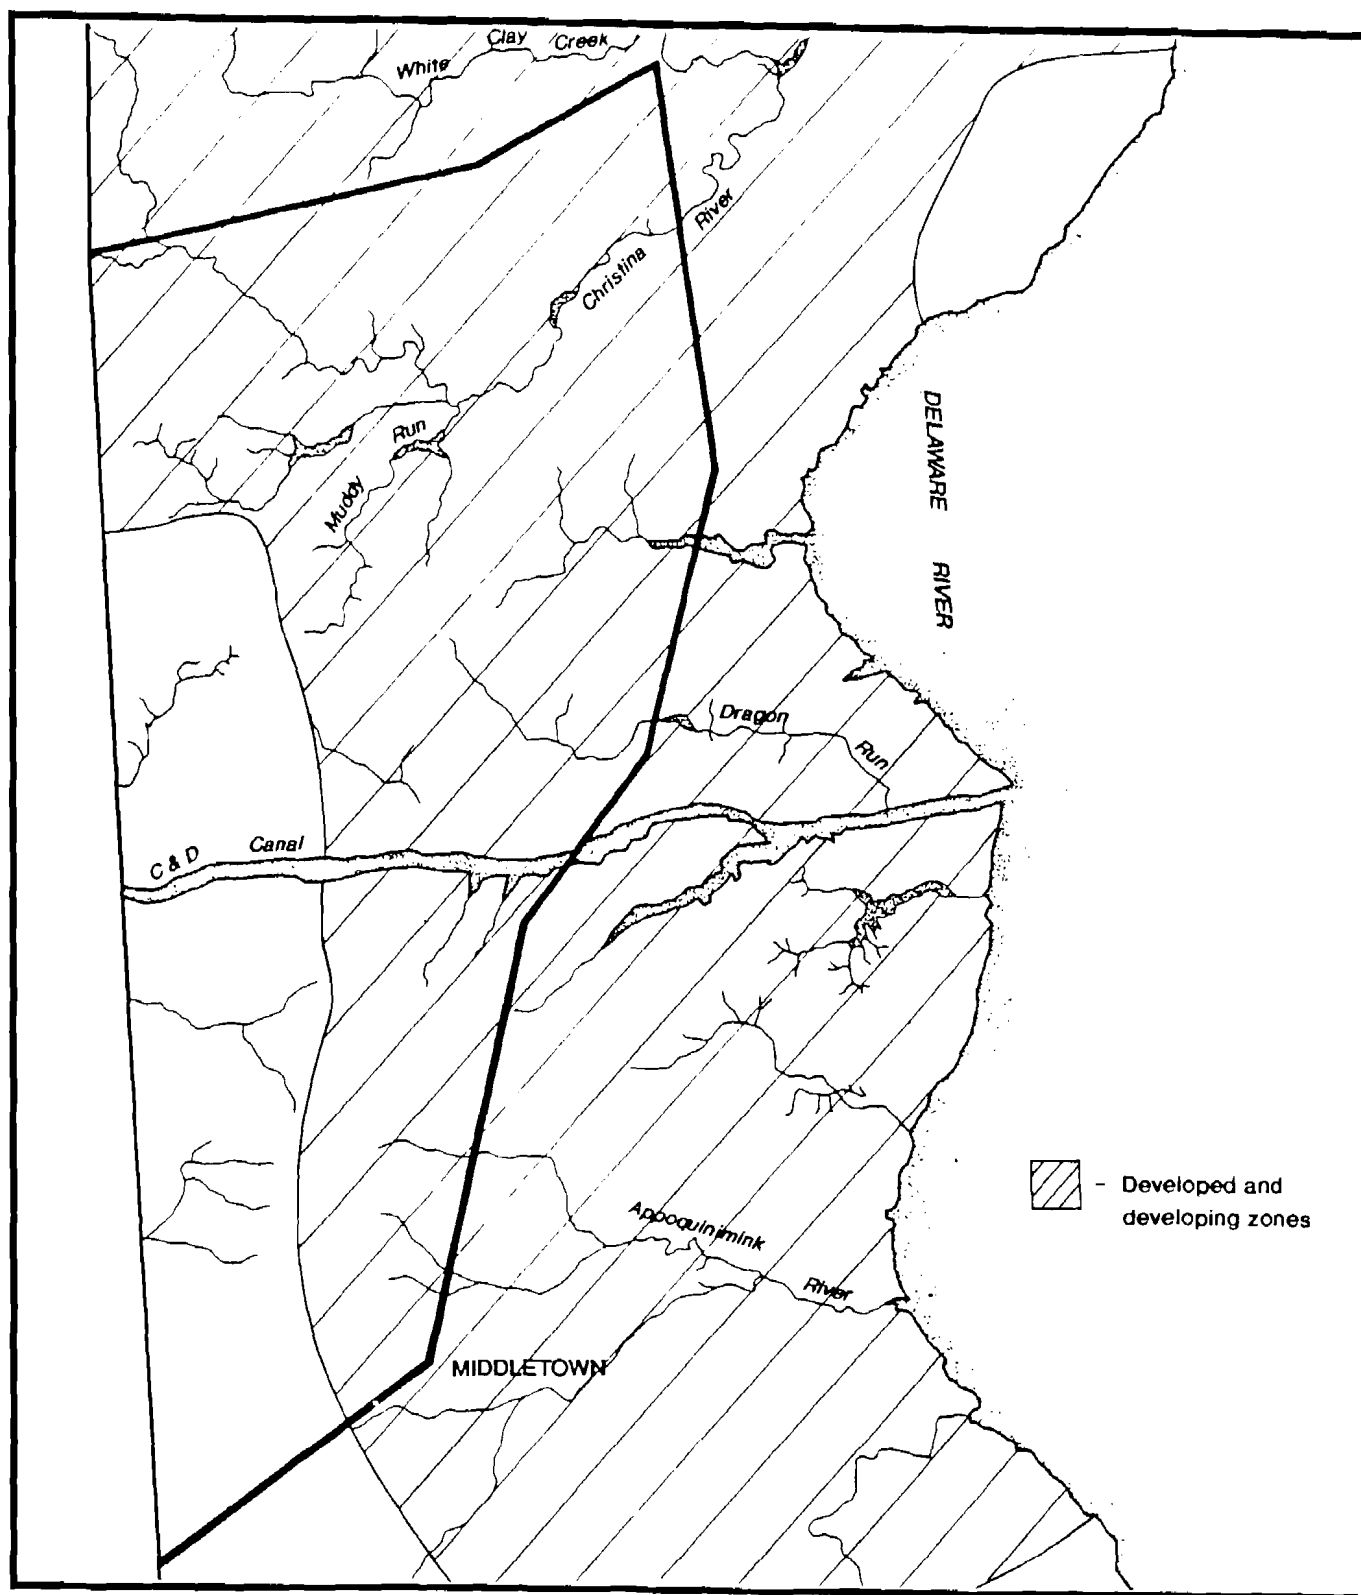 White Clay Creek
Christina River
Muddy Run
DELAWARE RIVER
Dragon Run
C & D Canal
Appoquinimink River
MIDDLETOWN
- Developed and
developing zones